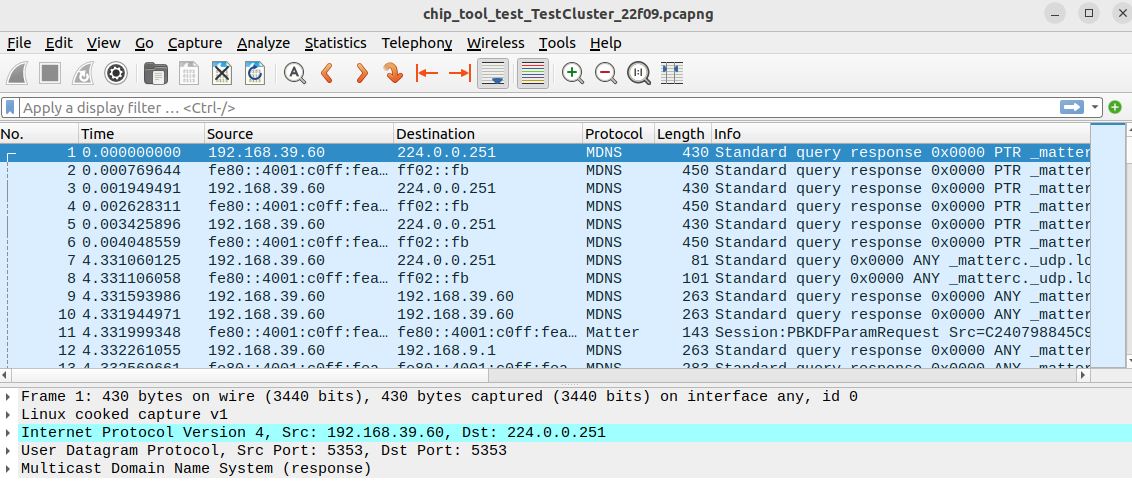 chip_tool_test_TestCluster_22f09.pcapng
File Edit View Go Capture Analyze Statistics Telephony Wireless Tools Help
Apply a display filter … <Ctrl-/>
No. Time Source Destination Protocol Length Info
1 0.000000000 192.168.39.60 224.0.0.251 MDNS 430 Standard query response 0x0000 PTR _matter
2 0.000769644 fe80::4001:c0ff:fea… ff02::fb MDNS 450 Standard query response 0x0000 PTR _matter
3 0.001949491 192.168.39.60 224.0.0.251 MDNS 430 Standard query response 0x0000 PTR _matter
4 0.002628311 fe80::4001:c0ff:fea… ff02::fb MDNS 450 Standard query response 0x0000 PTR _matter
5 0.003425896 192.168.39.60 224.0.0.251 MDNS 430 Standard query response 0x0000 PTR _matter
6 0.004048559 fe80::4001:c0ff:fea… ff02::fb MDNS 450 Standard query response 0x0000 PTR _matter
7 4.331060125 192.168.39.60 224.0.0.251 MDNS 81 Standard query 0x0000 ANY _matterc._udp.lo
8 4.331106058 fe80::4001:c0ff:fea… ff02::fb MDNS 101 Standard query 0x0000 ANY _matterc._udp.lo
9 4.331593986 192.168.39.60 192.168.39.60 MDNS 263 Standard query response 0x0000 ANY _matter
10 4.331944971 192.168.39.60 192.168.39.60 MDNS 263 Standard query response 0x0000 ANY _matter
11 4.331999348 fe80::4001:c0ff:fea… fe80::4001:c0ff:fea… Matter 143 Session:PBKDFParamRequest Src=C240798845C9
12 4.332261055 192.168.39.60 192.168.9.1 MDNS 263 Standard query response 0x0000 ANY _matter
13 4.332569661 fe80::4001:c0ff:fea… fe80::4001:c0ff:fea… MDNS 283 Standard query response 0x0000 ANY _matter
Frame 1: 430 bytes on wire (3440 bits), 430 bytes captured (3440 bits) on interface any, id 0
Linux cooked capture v1
Internet Protocol Version 4, Src: 192.168.39.60, Dst: 224.0.0.251
User Datagram Protocol, Src Port: 5353, Dst Port: 5353
Multicast Domain Name System (response)